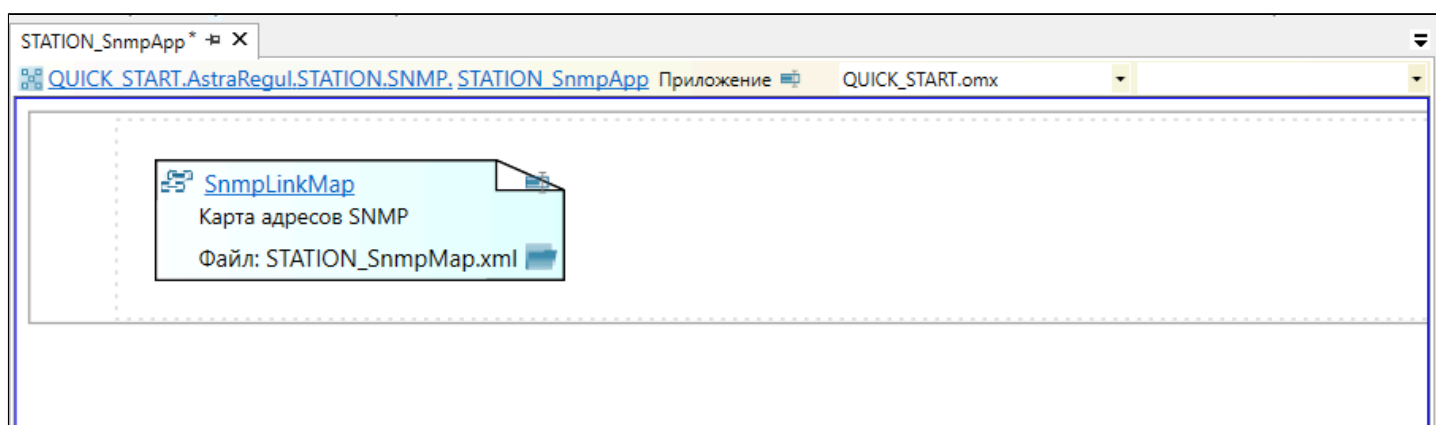 STATION_SnmpApp*
QUICK_START.AstraRegul.STATION.SNMP. STATION_SnmpApp Приложение QUICK_START.omx
SnmpLinkMap
Карта адресов SNMP
Файл: STATION_SnmpMap.xml